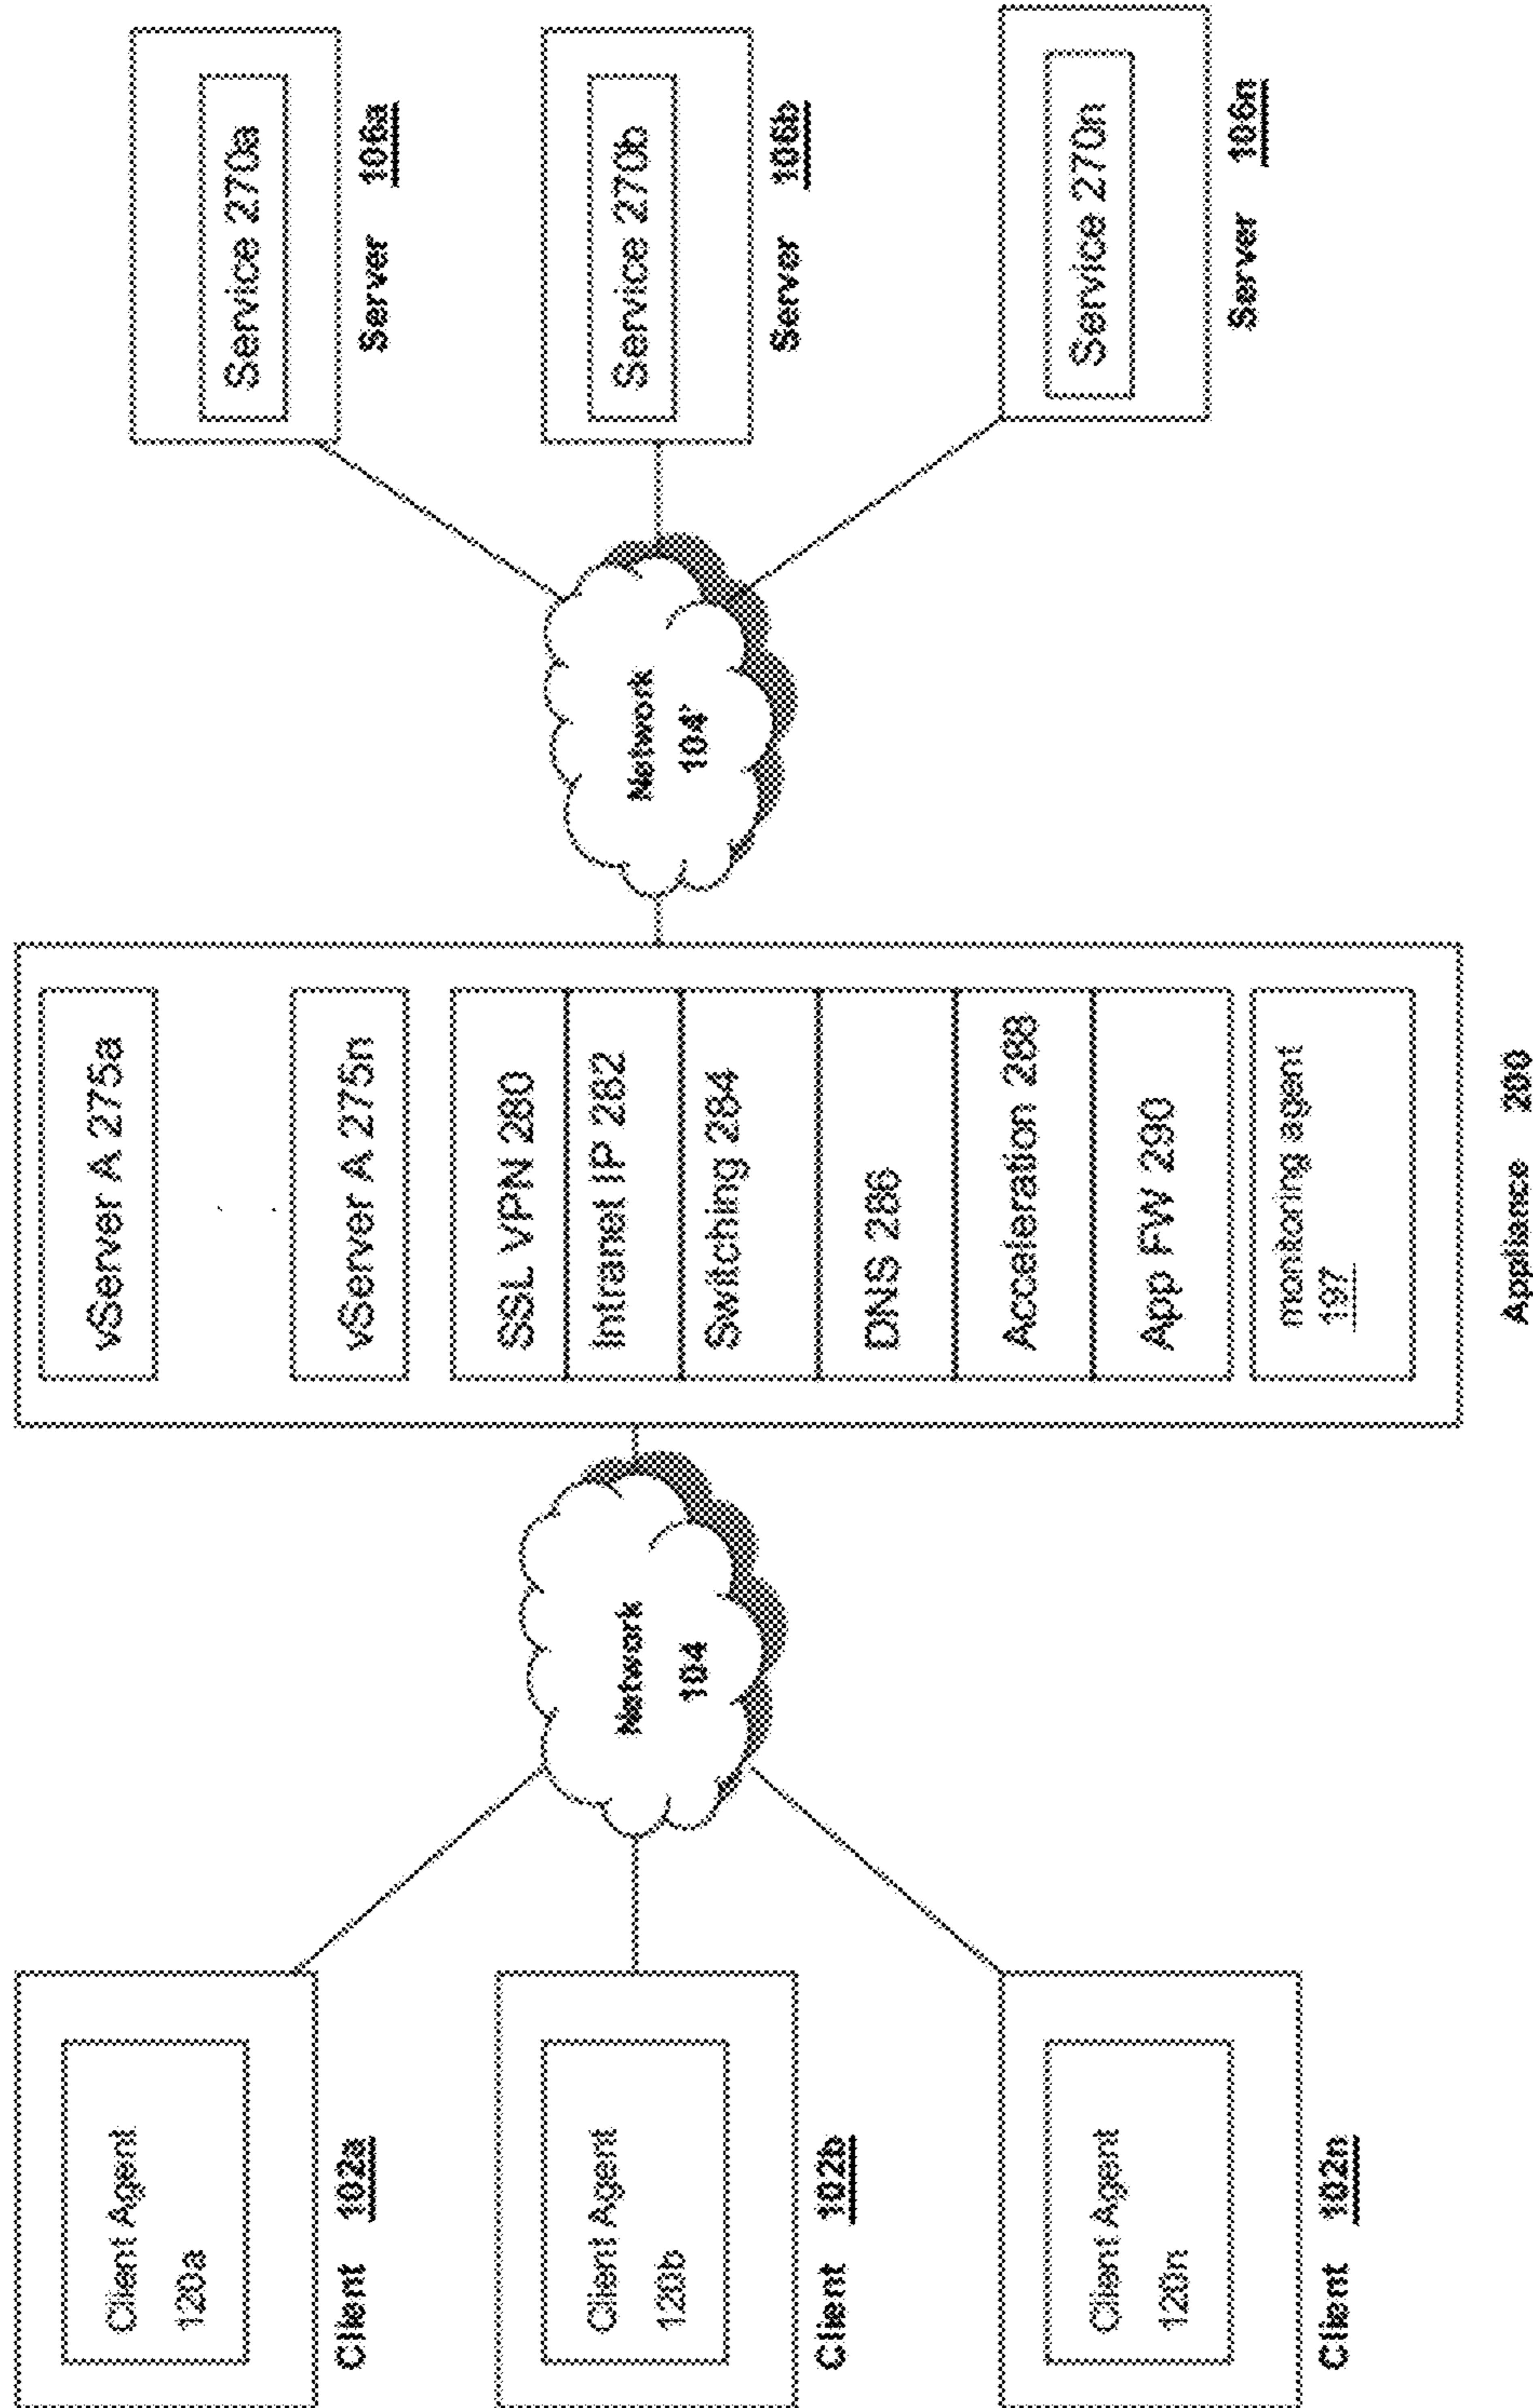 Client Agent
120a
Client 102a
Client Agent
120b
Client 102b
Client Agent
120n
Client 102n
Network
104
vServer A 275a
vServer A 275n
SSL VPN 280
Intranet IP 282
Switching 284
DNS 286
Acceleration 288
App FW 290
monitoring agent
197
Appliance 200
Network
104'
Service 270a
Server 106a
Service 270b
Server 106b
Service 270n
Server 106n